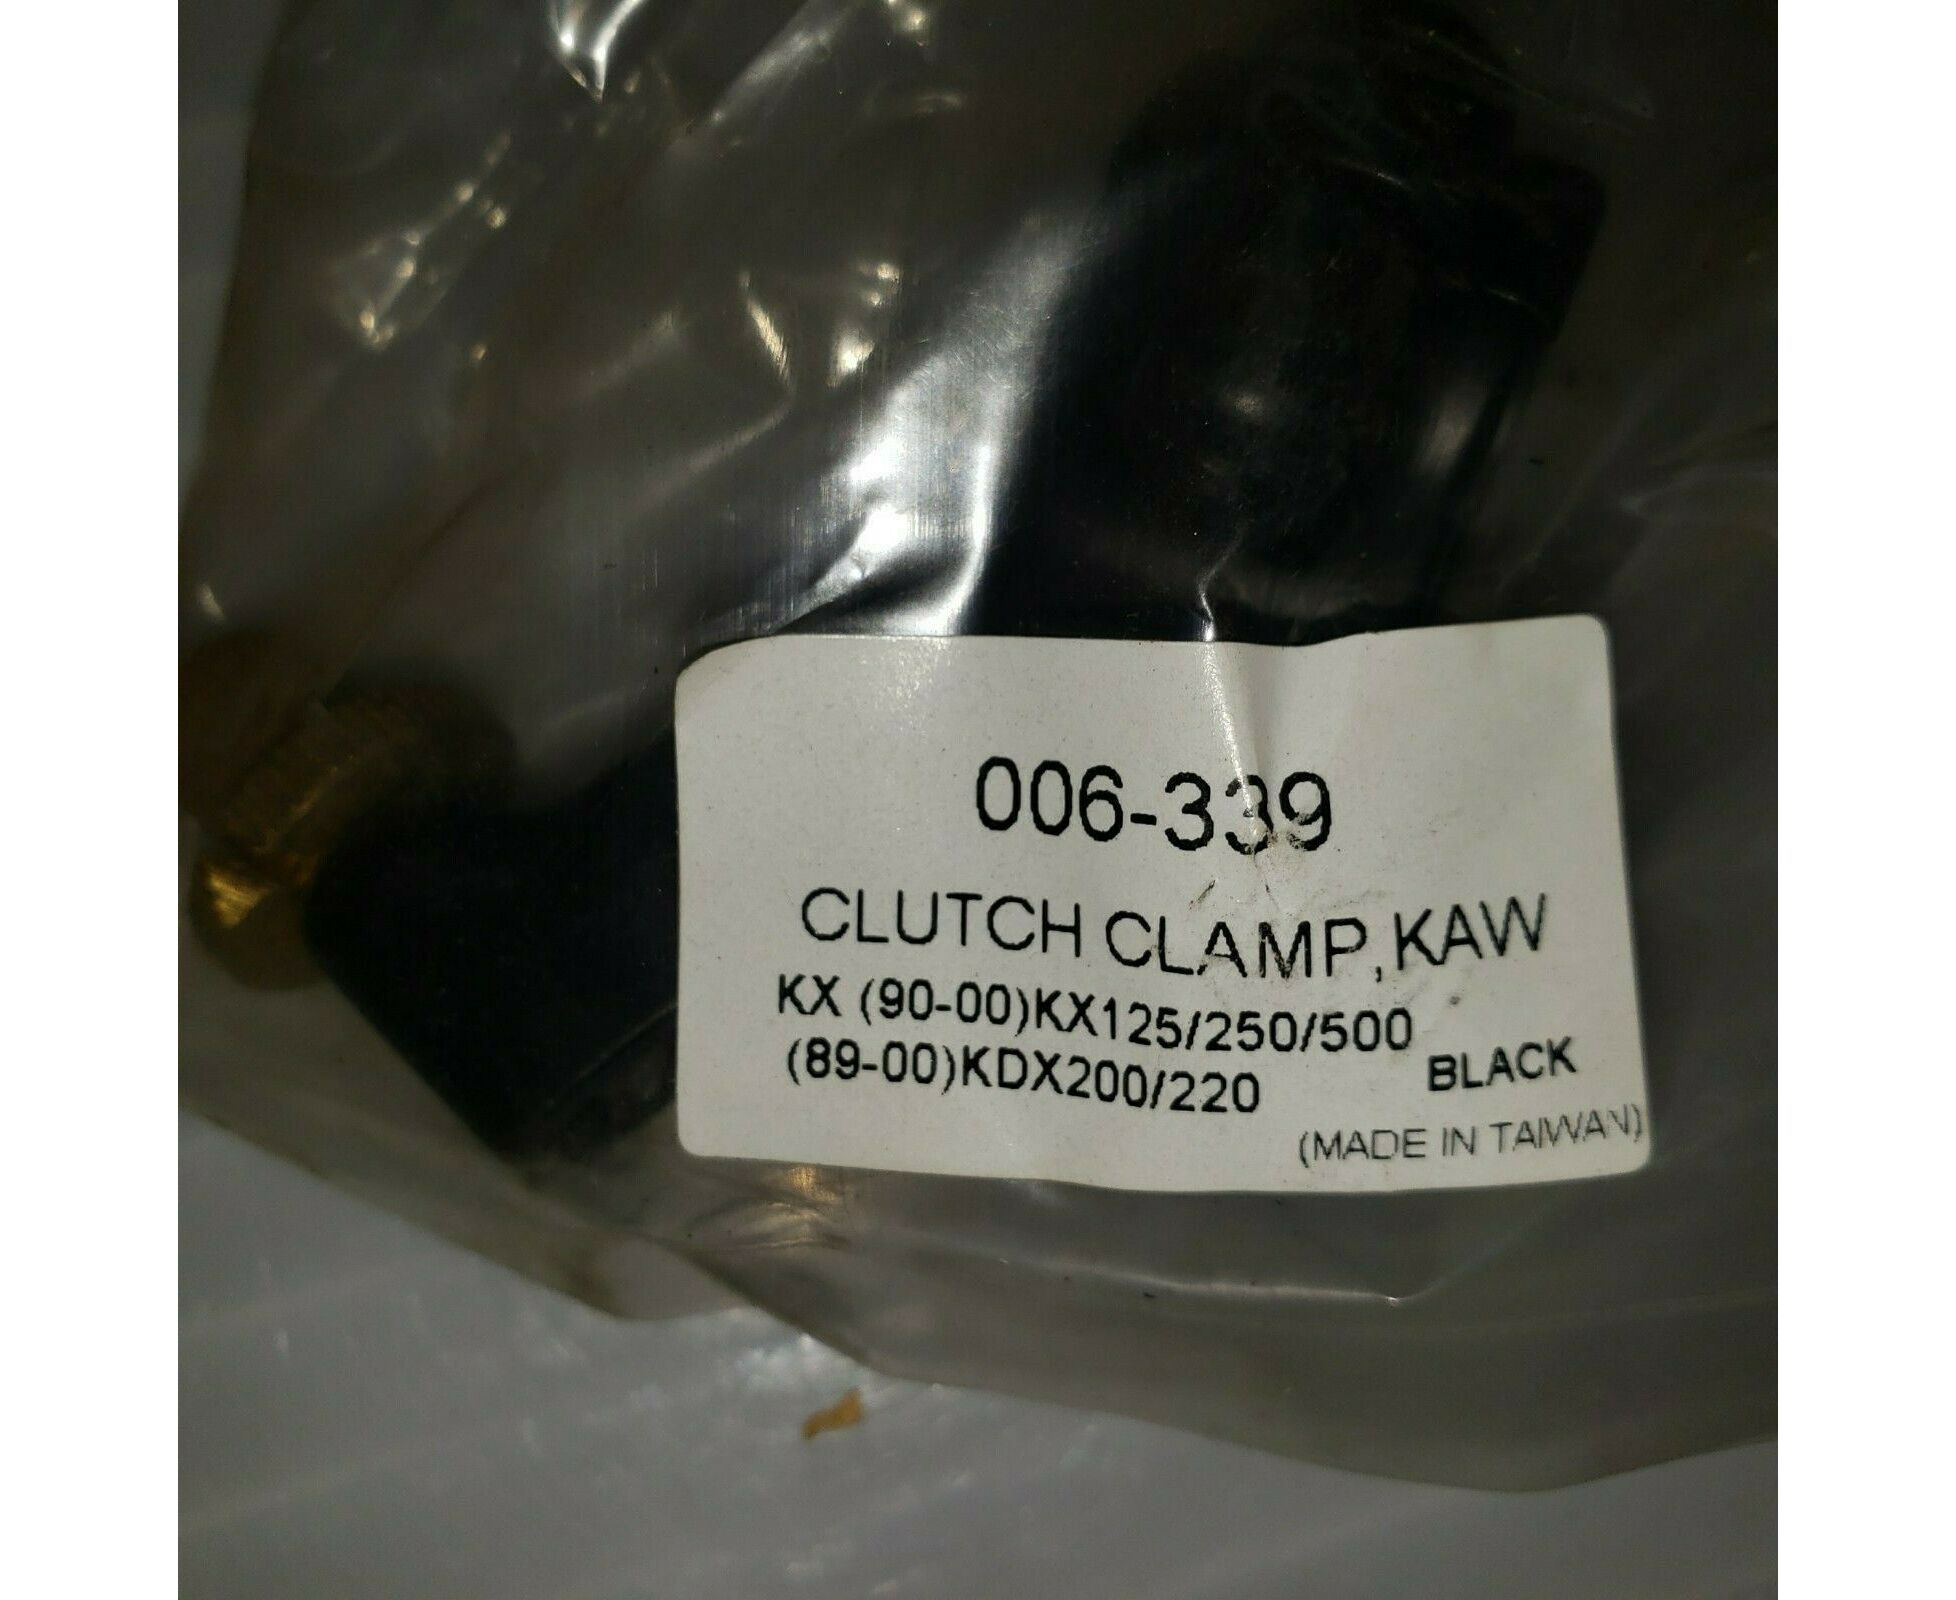 006-339
CLUTCH CLAMP,KAW
KX (90-00)KX125/250/500
(89-00)KDX200/220 BLACK
(MADE IN TAIWAN)